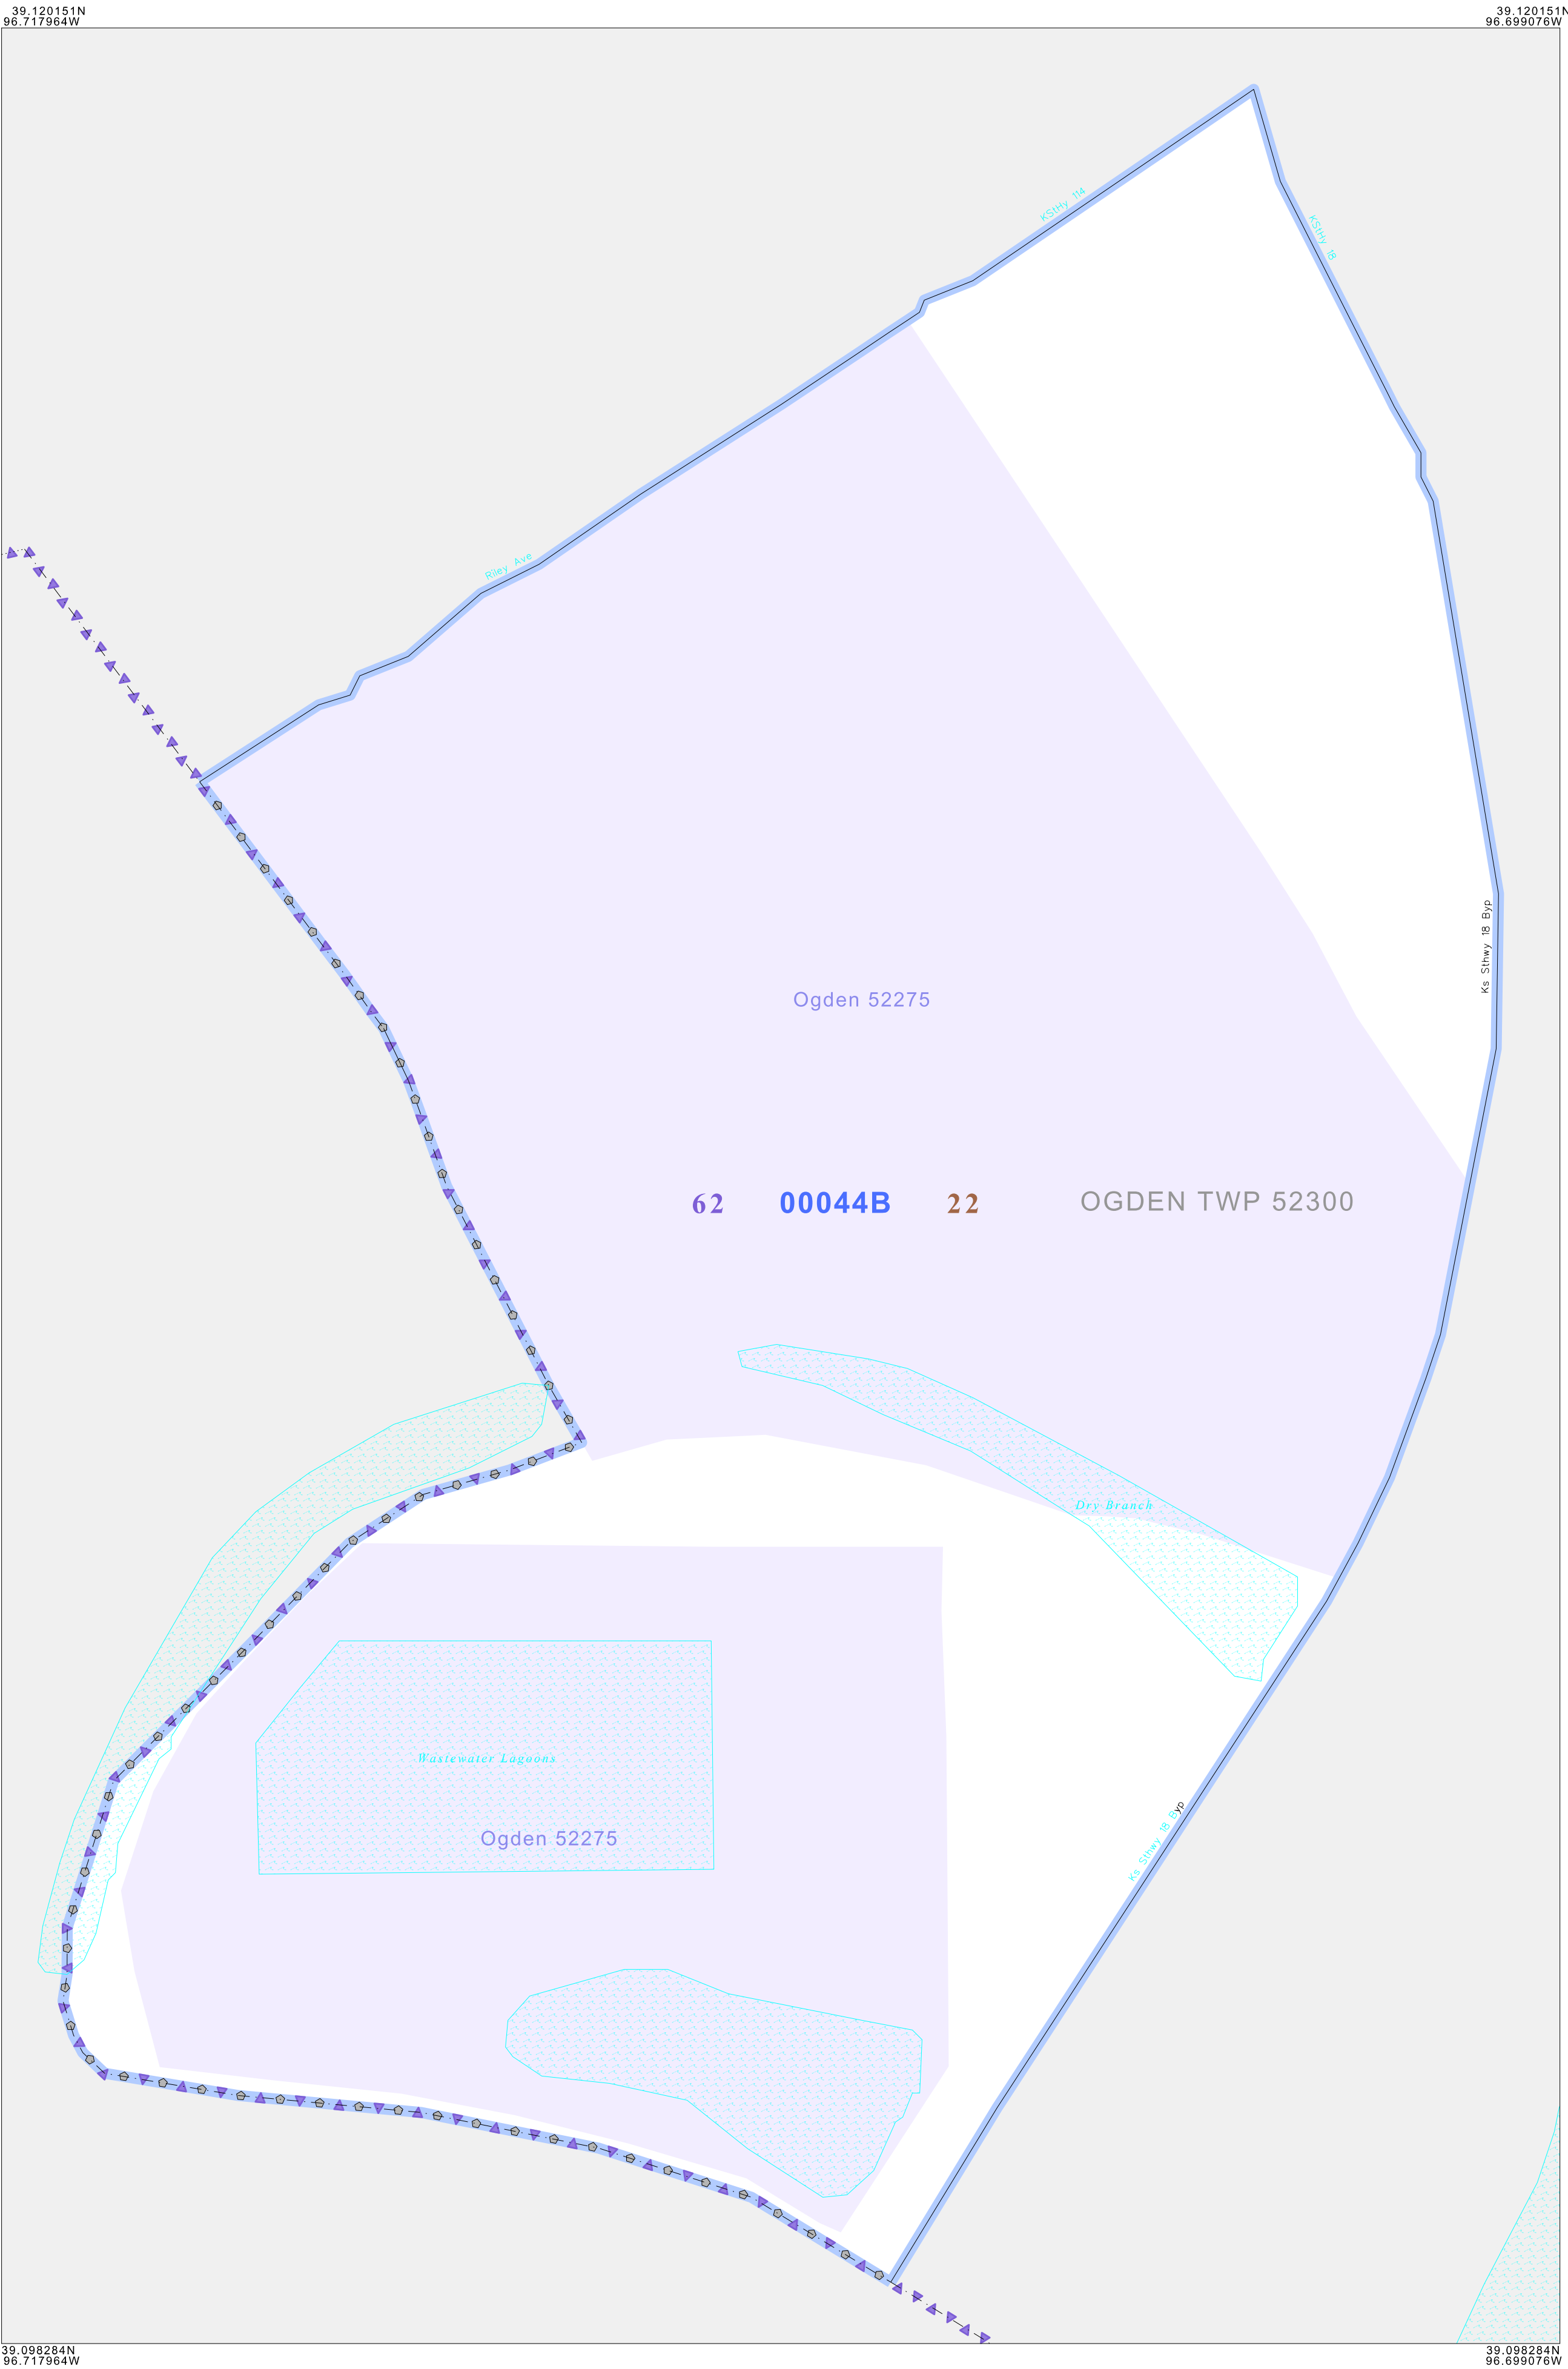 39.120151N
96.717964W
39.120151N
96.699076W
KStHy 114
KStHy 18
Riley Ave
Ks Sthwy 18 Byp
Ogden 52275
62 00044B 22 OGDEN TWP 52300
Dry Branch
Wastewater Lagoons
Ks Sthwy 18 Byp
Ogden 52275
39.098284N
96.717964W
39.098284N
96.699076W